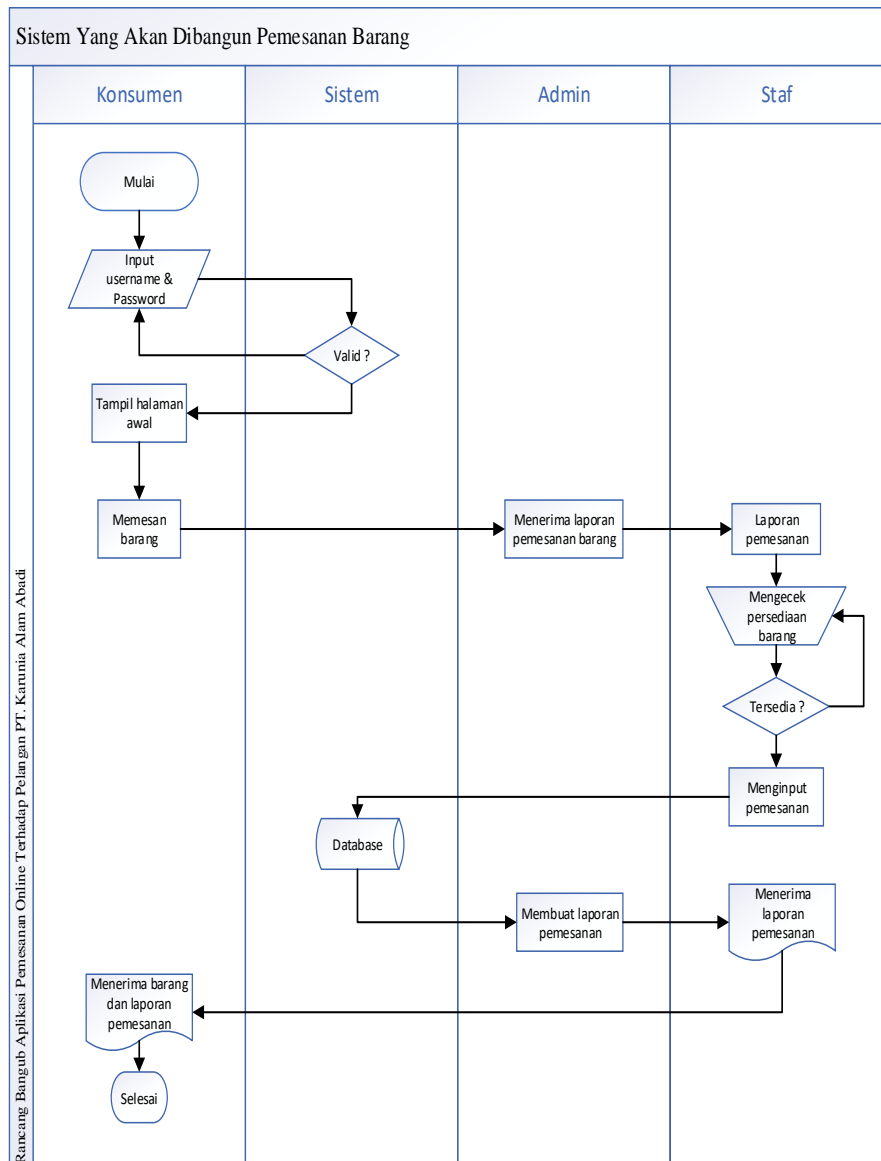 Sistem Yang Akan Dibangun Pemesanan Barang
Rancang Bangub Aplikasi Pemesanan Online Terhadap Pelangan PT. Karunia Alam Abadi
Konsumen
Sistem
Admin
Staf
Mulai
Input
username &
Password
Valid ?
Tampil halaman
awal
Memesan
barang
Menerima laporan
pemesanan barang
Laporan
pemesanan
Mengecek
persediaan
barang
Tersedia ?
Menginput
pemesanan
Database
Membuat laporan
pemesanan
Menerima
laporan
pemesanan
Menerima barang
dan laporan
pemesanan
Selesai